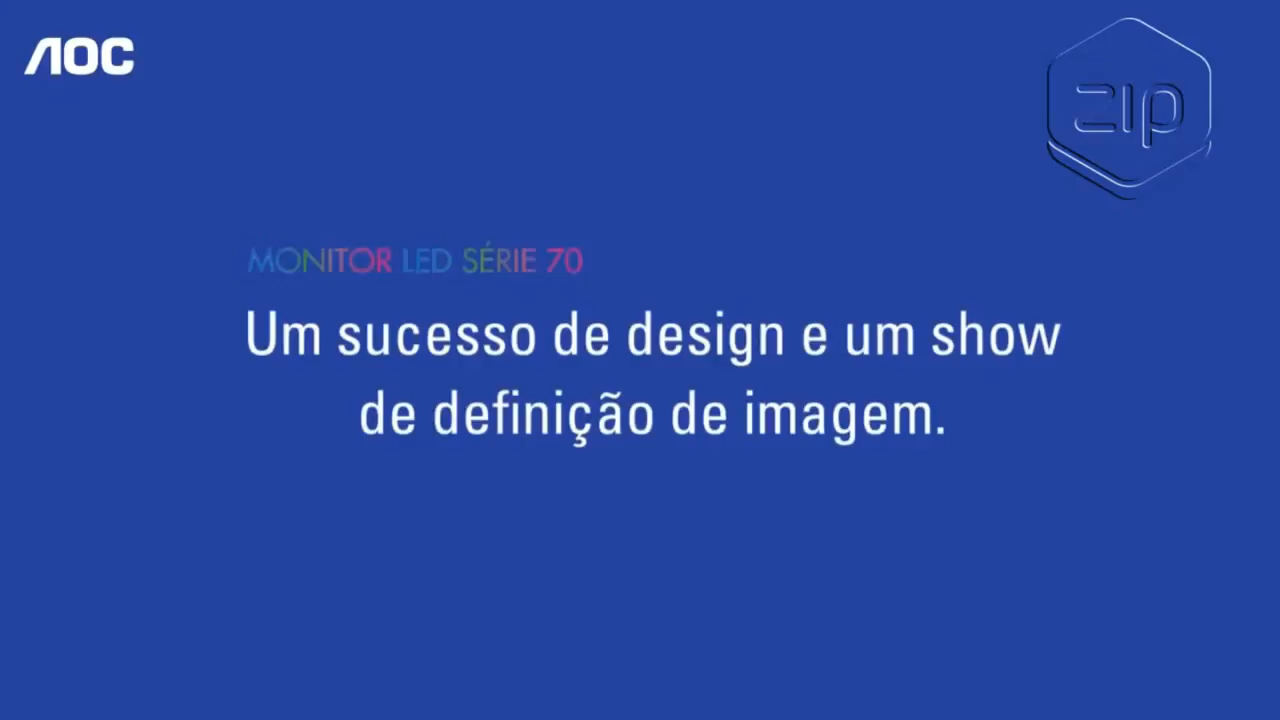 AOC
zip
MONITOR LED SÉRIE 70
Um sucesso de design e um show
de definição de imagem.